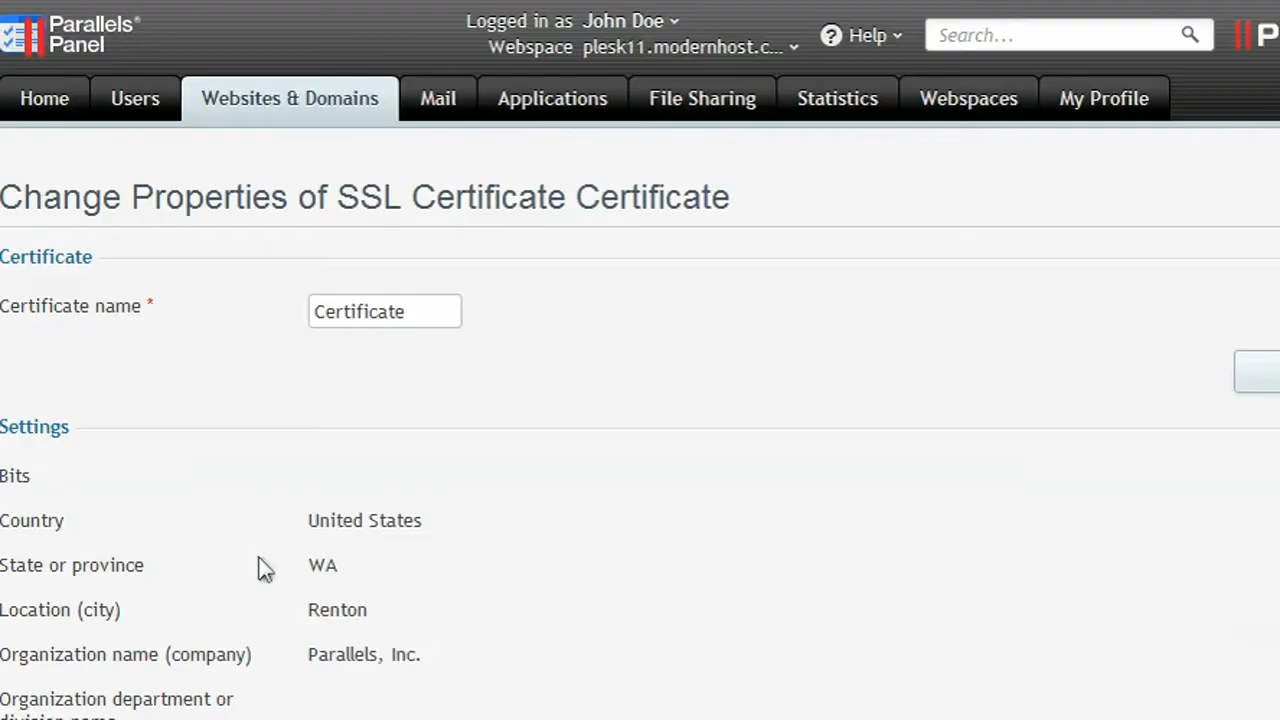 Parallels®
Panel
Logged in as John Doe
Webspace plesk11.modernhost.c...
Help
Search...
P
Home
Users
Websites & Domains
Mail
Applications
File Sharing
Statistics
Webspaces
My Profile
Change Properties of SSL Certificate Certificate
Certificate
Certificate name *
Certificate
Settings
Bits
Country
United States
State or province
WA
Location (city)
Renton
Organization name (company)
Parallels, Inc.
Organization department or
division name